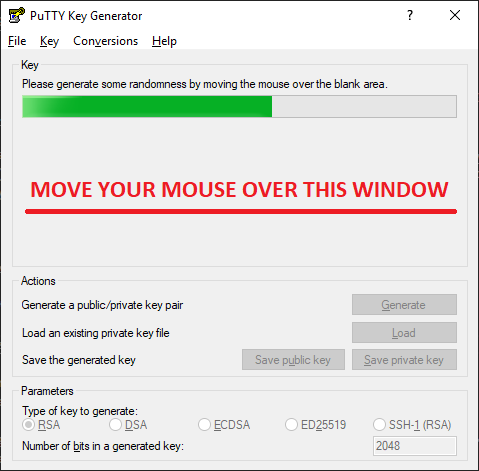 PuTTY Key Generator
File Key Conversions Help
Key
Please generate some randomness by moving the mouse over the blank area.
MOVE YOUR MOUSE OVER THIS WINDOW
Actions
Generate a public/private key pair Generate
Load an existing private key file Load
Save the generated key Save public key Save private key
Parameters
Type of key to generate:
RSA DSA ECDSA ED25519 SSH-1 (RSA)
Number of bits in a generated key: 2048